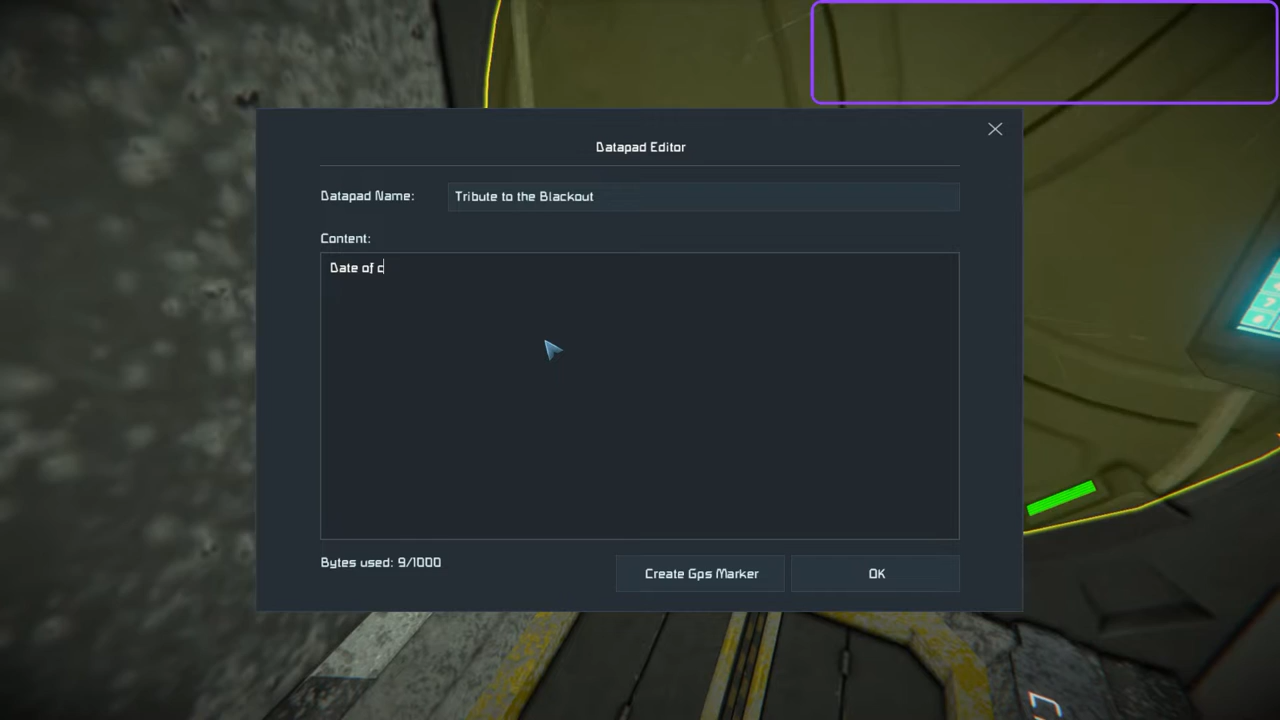 Datapad Editor
Datapad Name: Tribute to the Blackout
Content:
Date of c
Bytes used: 9/1000
Create Gps Marker OK